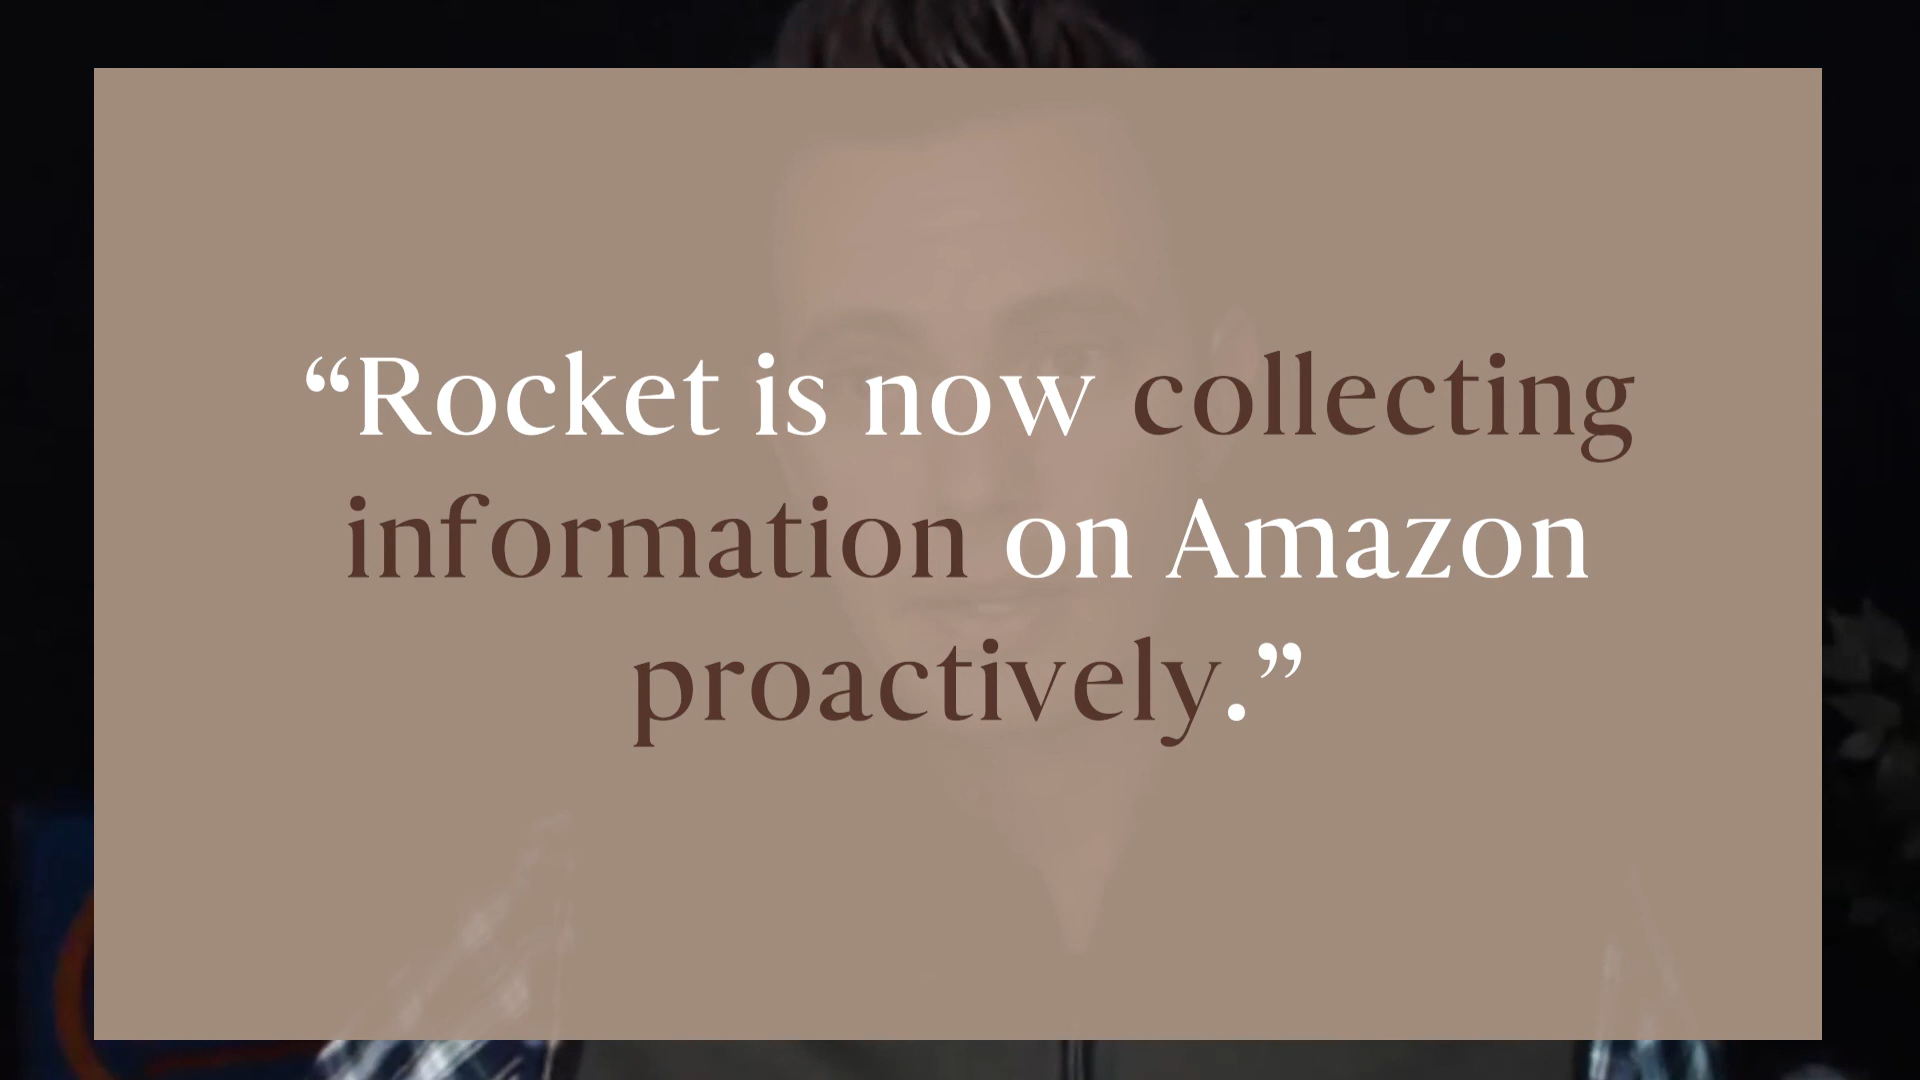 “Rocket is now collecting
information on Amazon
proactively.”